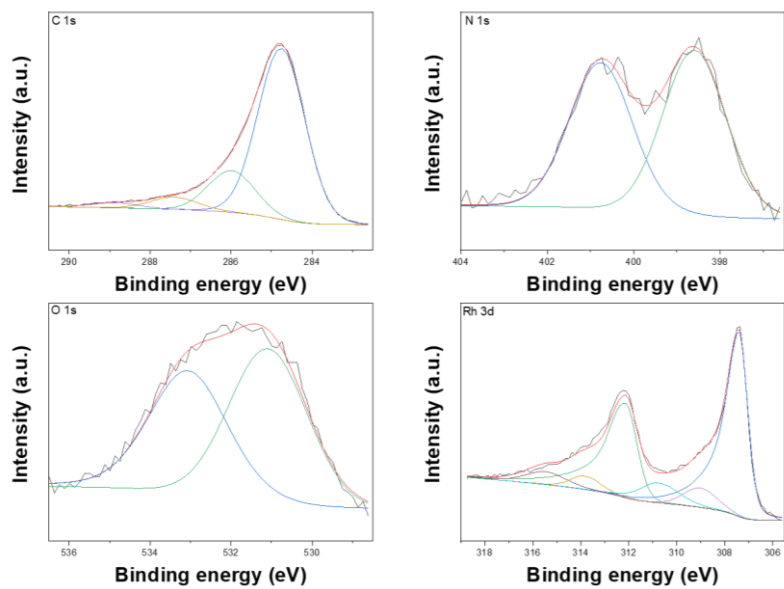 C 1s
Intensity (a.u.)
290 288 286 284
Binding energy (eV)
N 1s
Intensity (a.u.)
404 402 400 398
Binding energy (eV)
O 1s
Intensity (a.u.)
536 534 532 530
Binding energy (eV)
Rh 3d
Intensity (a.u.)
318 316 314 312 310 308 306
Binding energy (eV)